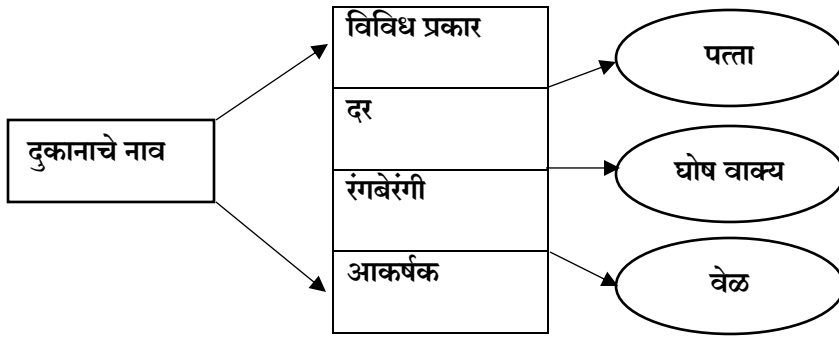 दुकानाचे नाव
विविध प्रकार
दर
रंगबेरंगी
आकर्षक
पत्ता
घोष वाक्य
वेळ